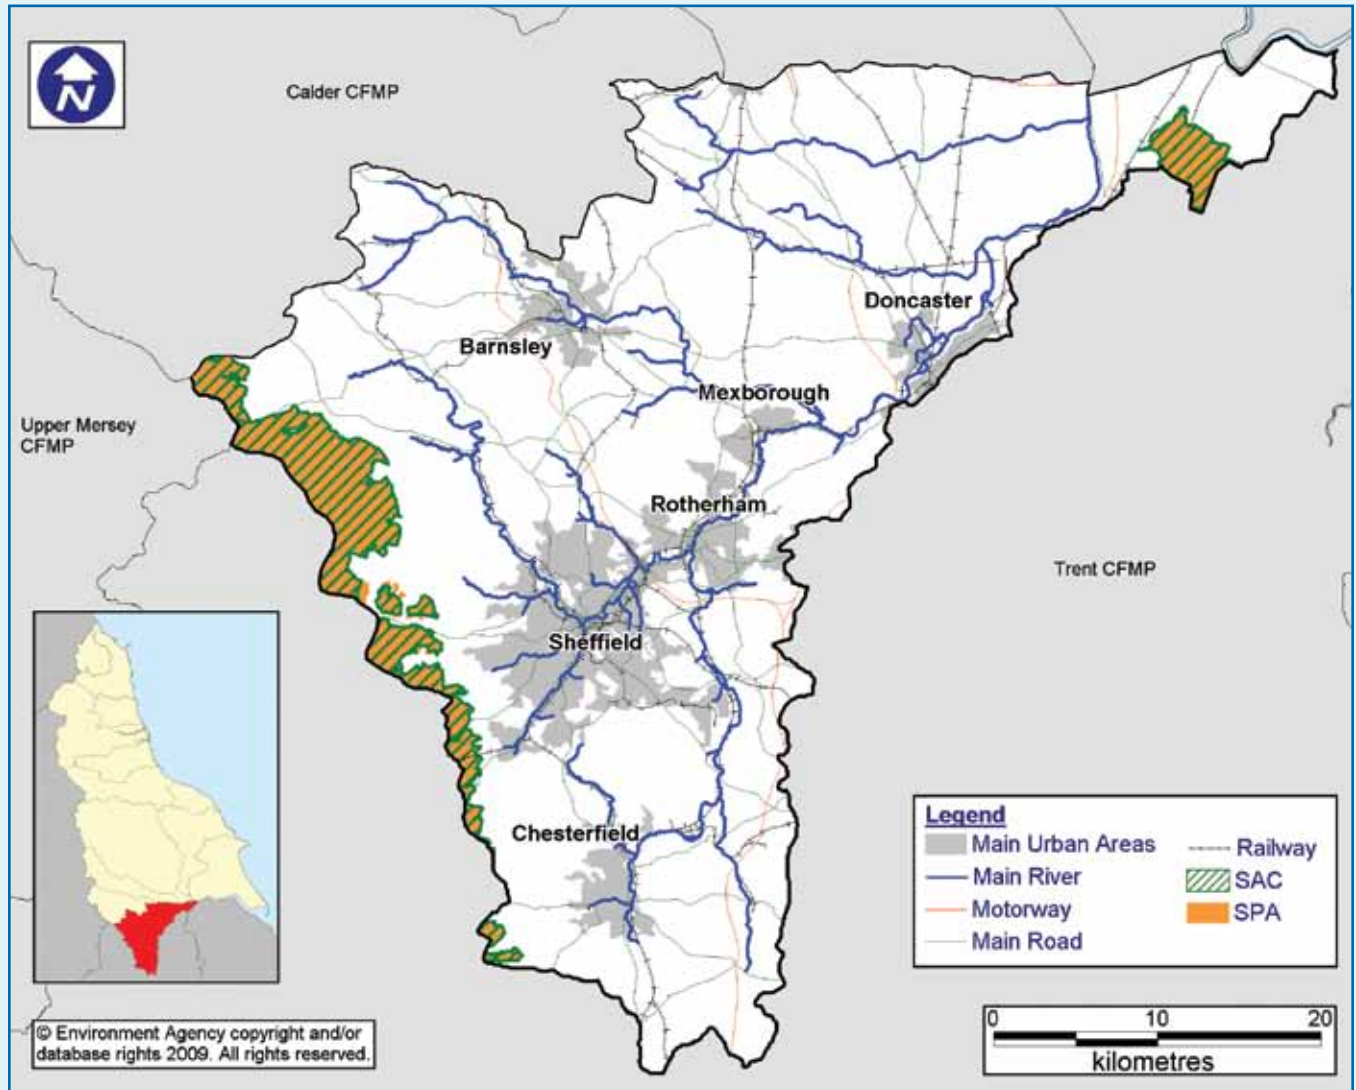 N
Calder CFMP
Doncaster
Barnsley
Mexborough
Upper Mersey
CFMP
Rotherham
Trent CFMP
Sheffield
Chesterfield
Legend
Main Urban Areas
Main River
Motorway
Main Road
Railway
SAC
SPA
0 10 20
kilometres
© Environment Agency copyright and/or
database rights 2009. All rights reserved.